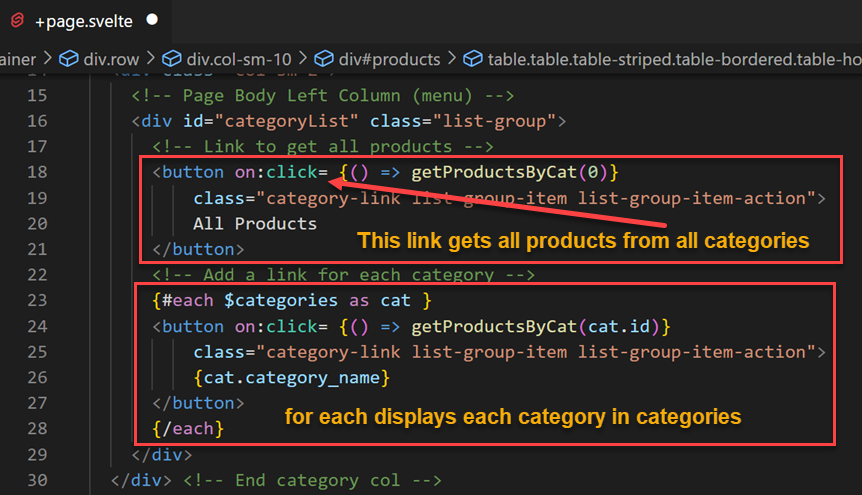 +page.svelte
ainer > div.row > div.col-sm-10 > div#products > table.table.table-striped.table-bordered.table-ho
14 <div class="col-sm-2">
15 <!-- Page Body Left Column (menu) -->
16 <div id="categoryList" class="list-group">
17 <!-- Link to get all products -->
18 <button on:click= {() => getProductsByCat(0)}
19 class="category-link list-group-item list-group-item-action">
20 All Products
This link gets all products from all categories
21 </button>
22 <!-- Add a link for each category -->
23 {#each $categories as cat }
24 <button on:click= {() => getProductsByCat(cat.id)}
25 class="category-link list-group-item list-group-item-action">
26 {cat.category_name}
27 </button>
for each displays each category in categories
28 {/each}
29 </div>
30 </div> <!-- End category col -->